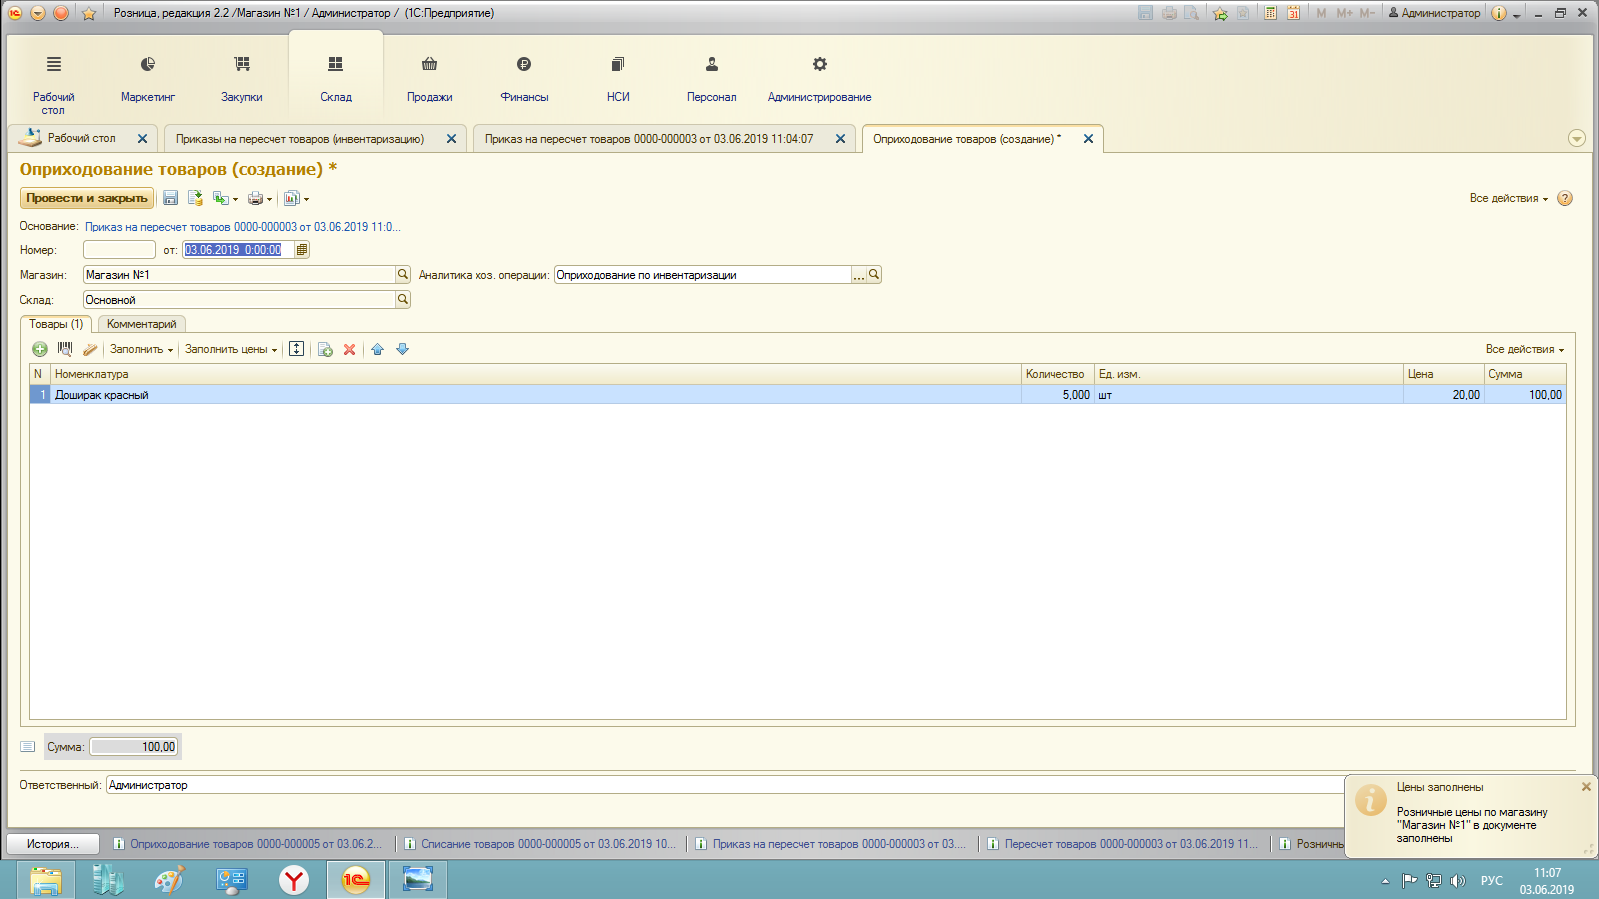 Розница, редакция 2.2 /Магазин №1 / Администратор / (1С:Предприятие)
31
M M+ M- Администратор
Рабочий стол
Маркетинг
Закупки
Склад
Продажи
Финансы
НСИ
Персонал
Администрирование
Рабочий стол
Приказы на пересчет товаров (инвентаризацию)
Приказ на пересчет товаров 0000-000003 от 03.06.2019 11:04:07
Оприходование товаров (создание) *
Оприходование товаров (создание) *
Провести и закрыть
Все действия
?
Основание: Приказ на пересчет товаров 0000-000003 от 03.06.2019 11:0...
Номер: от: 03.06.2019 0:00:00
Магазин: Магазин №1 Аналитика хоз. операции: Оприходование по инвентаризации ...
Склад: Основной
Товары (1) Комментарий
Заполнить Заполнить цены Все действия
N Номенклатура Количество Ед. изм. Цена Сумма
1 Доширак красный 5,000 шт 20,00 100,00
Сумма: 100,00
Ответственный: Администратор
Цены заполнены
Розничные цены по магазину
"Магазин №1" в документе
заполнены
История...
Оприходование товаров 0000-000005 от 03.06.2...
Списание товаров 0000-000005 от 03.06.2019 10...
Приказ на пересчет товаров 0000-000003 от 03....
Пересчет товаров 0000-000003 от 03.06.2019 11...
Розничны
1С
РУС
11:07
03.06.2019